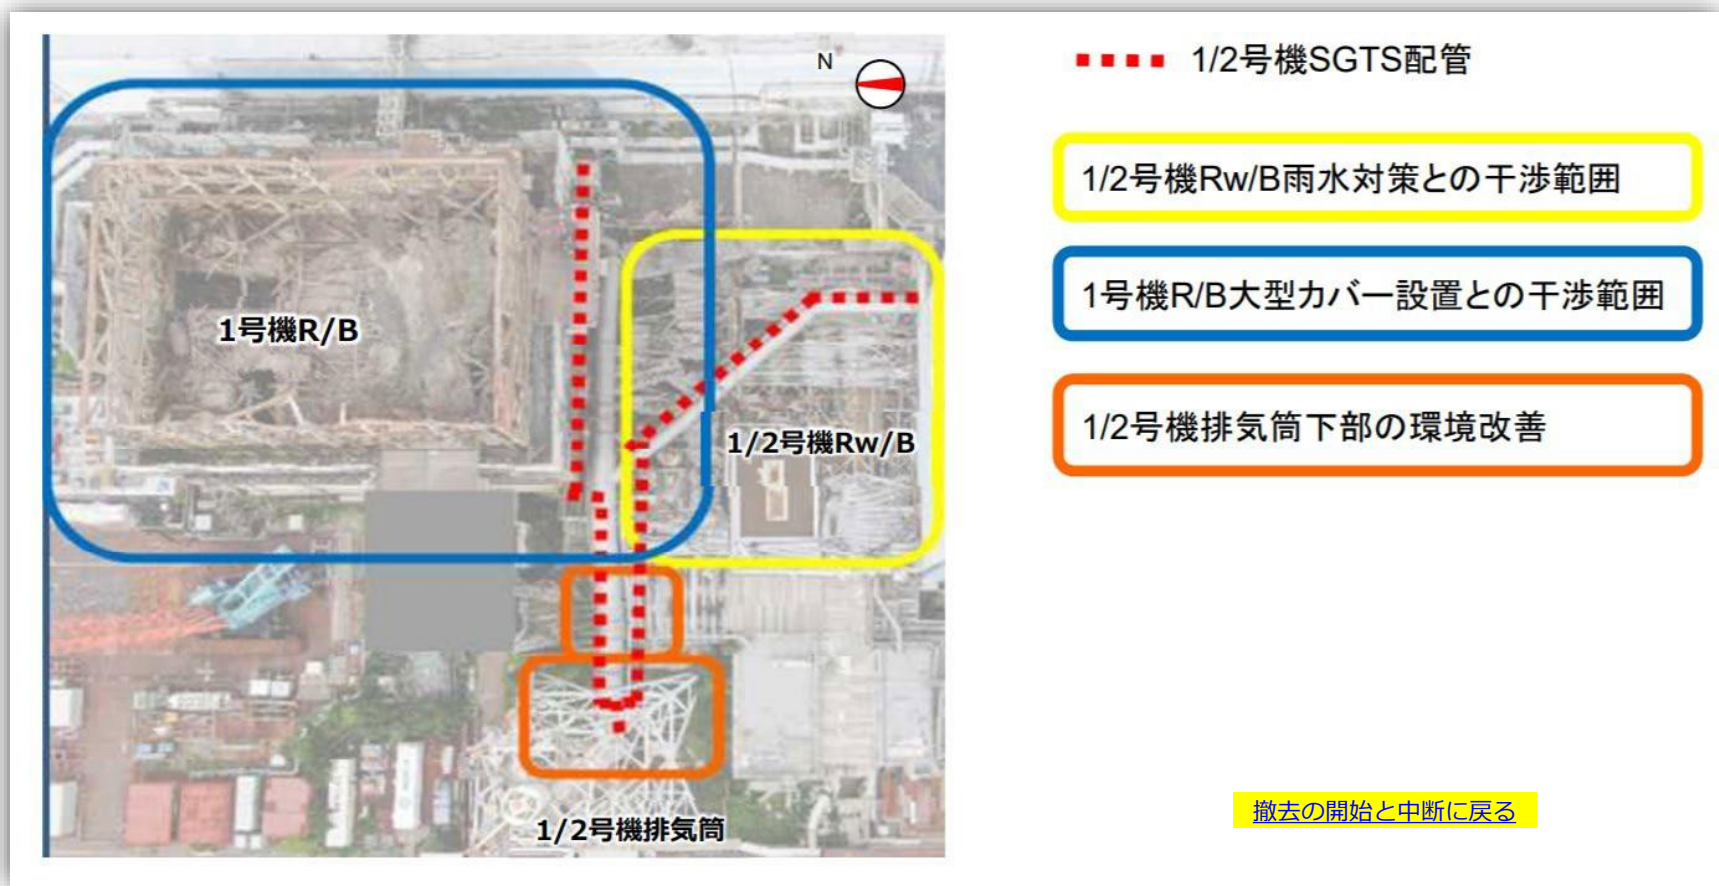 N
1号機R/B
1/2号機Rw/B
1/2号機排気筒
1/2号機SGTS配管
1/2号機Rw/B雨水対策との干渉範囲
1号機R/B大型カバー設置との干渉範囲
1/2号機排気筒下部の環境改善
撤去の開始と中断に戻る